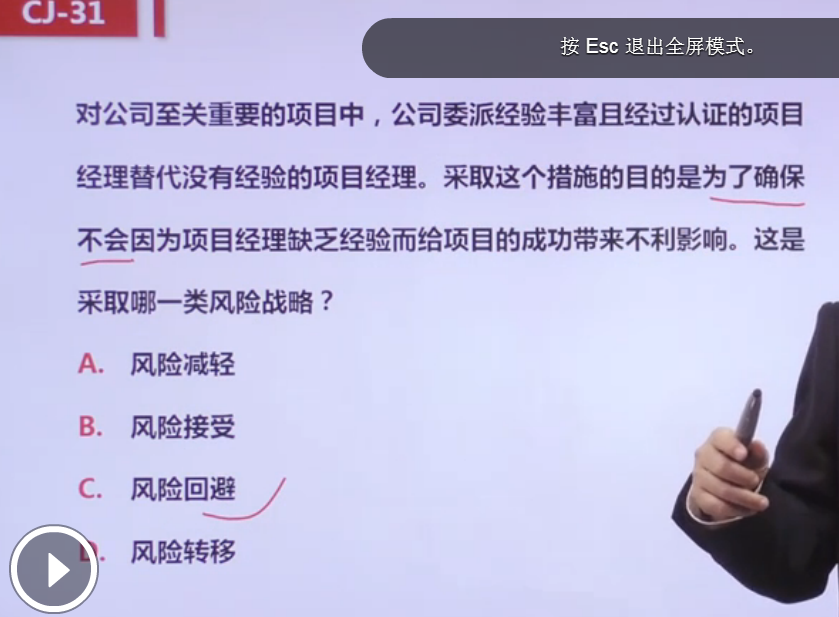 CJ-31
按 Esc 退出全屏模式。
对公司至关重要的项目中，公司委派经验丰富且经过认证的项目
经理替代没有经验的项目经理。采取这个措施的目的是为了确保
不会因为项目经理缺乏经验而给项目的成功带来不利影响。这是
采取哪一类风险战略？
A. 风险减轻
B. 风险接受
C. 风险回避
D. 风险转移